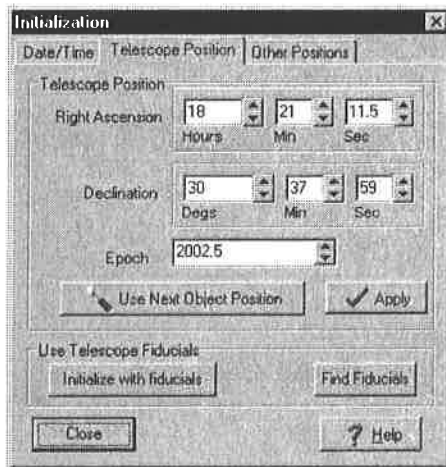 Initialization
Date/Time Telescope Position Other Positions
Telescope Position
Right Ascension 18 21 11.5
Hours Min Sec
Declination 30 37 59
Degs Min Sec
Epoch 2002.5
Use Next Object Position Apply
Use Telescope Fiducials
Initialize with fiducials Find Fiducials
Close ? Help